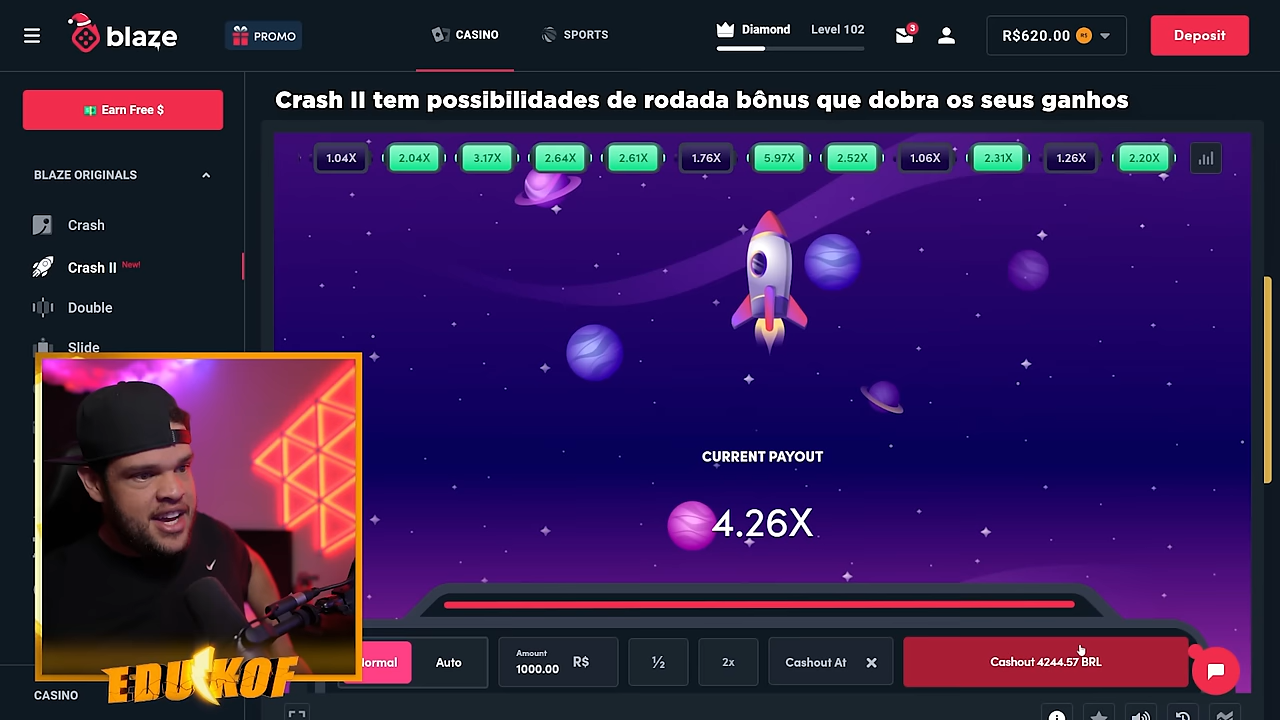 blaze
PROMO
CASINO
SPORTS
Diamond
Level 102
3
R$620.00
R$
Deposit
Crash II tem possibilidades de rodada bônus que dobra os seus ganhos
Earn Free $
BLAZE ORIGINALS
Crash
Crash II New!
Double
Slide
1.04X
2.04X
3.17X
2.64X
2.61X
1.76X
5.97X
2.52X
1.06X
2.31X
1.26X
2.20X
CURRENT PAYOUT
4.26X
Auto
Amount
1000.00
R$
½
2x
Cashout At
Cashout 4244.57 BRL
EDUKOF
CASINO